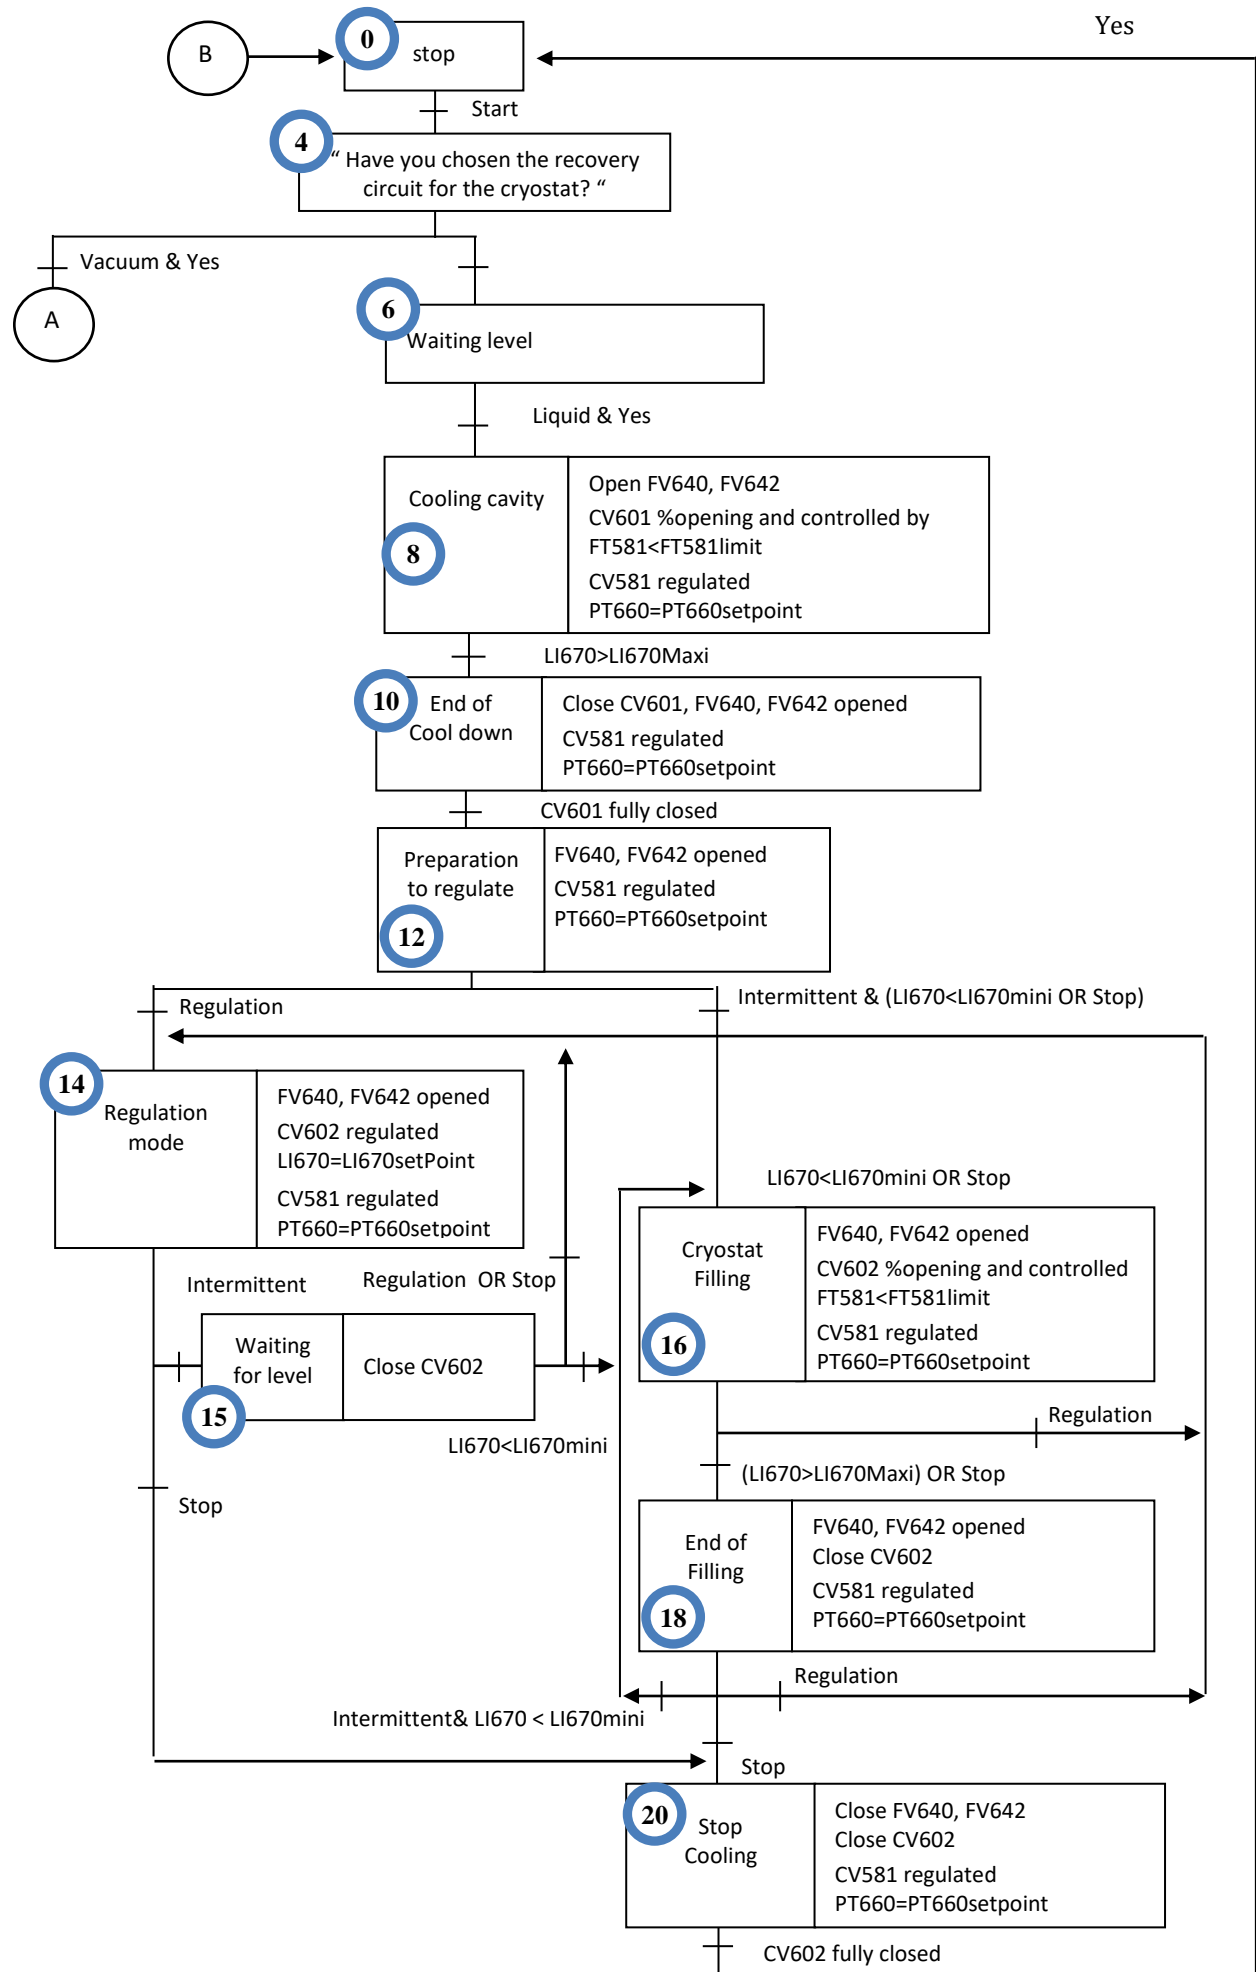 Yes
B
0
stop
Start
4
“ Have you chosen the recovery
circuit for the cryostat? “
Vacuum & Yes
A
6
Waiting level
Liquid & Yes
Cooling cavity
8
Open FV640, FV642
CV601 %opening and controlled by
FT581<FT581limit
CV581 regulated
PT660=PT660setpoint
LI670>LI670Maxi
10
End of
Cool down
Close CV601, FV640, FV642 opened
CV581 regulated
PT660=PT660setpoint
CV601 fully closed
Preparation
to regulate
12
FV640, FV642 opened
CV581 regulated
PT660=PT660setpoint
Regulation
Intermittent & (LI670<LI670mini OR Stop)
14
Regulation
mode
FV640, FV642 opened
CV602 regulated
LI670=LI670setPoint
CV581 regulated
PT660=PT660setpoint
LI670<LI670mini OR Stop
Cryostat
Filling
16
FV640, FV642 opened
CV602 %opening and controlled
FT581<FT581limit
CV581 regulated
PT660=PT660setpoint
Intermittent
Regulation OR Stop
Waiting
for level
15
Close CV602
LI670<LI670mini
Regulation
(LI670>LI670Maxi) OR Stop
Stop
End of
Filling
18
FV640, FV642 opened
Close CV602
CV581 regulated
PT660=PT660setpoint
Regulation
Intermittent& LI670 < LI670mini
Stop
20
Stop
Cooling
Close FV640, FV642
Close CV602
CV581 regulated
PT660=PT660setpoint
CV602 fully closed